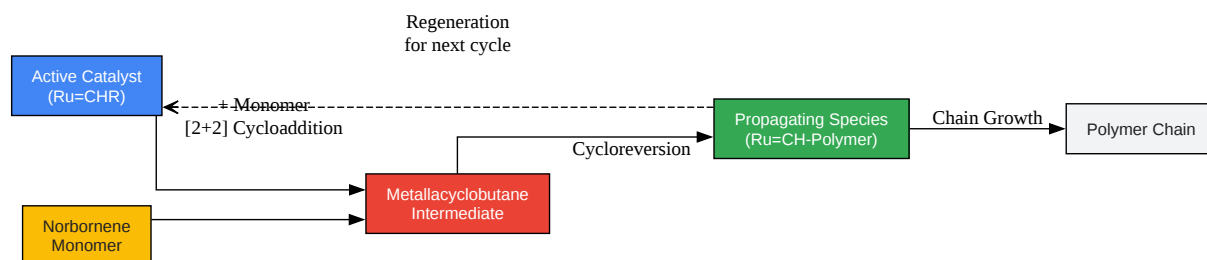 Regeneration
for next cycle
Active Catalyst
(Ru=CHR)
+ Monomer
[2+2] Cycloaddition
Propagating Species
(Ru=CH-Polymer)
Chain Growth
Polymer Chain
Cycloreversion
Metallacyclobutane
Intermediate
Norbornene
Monomer